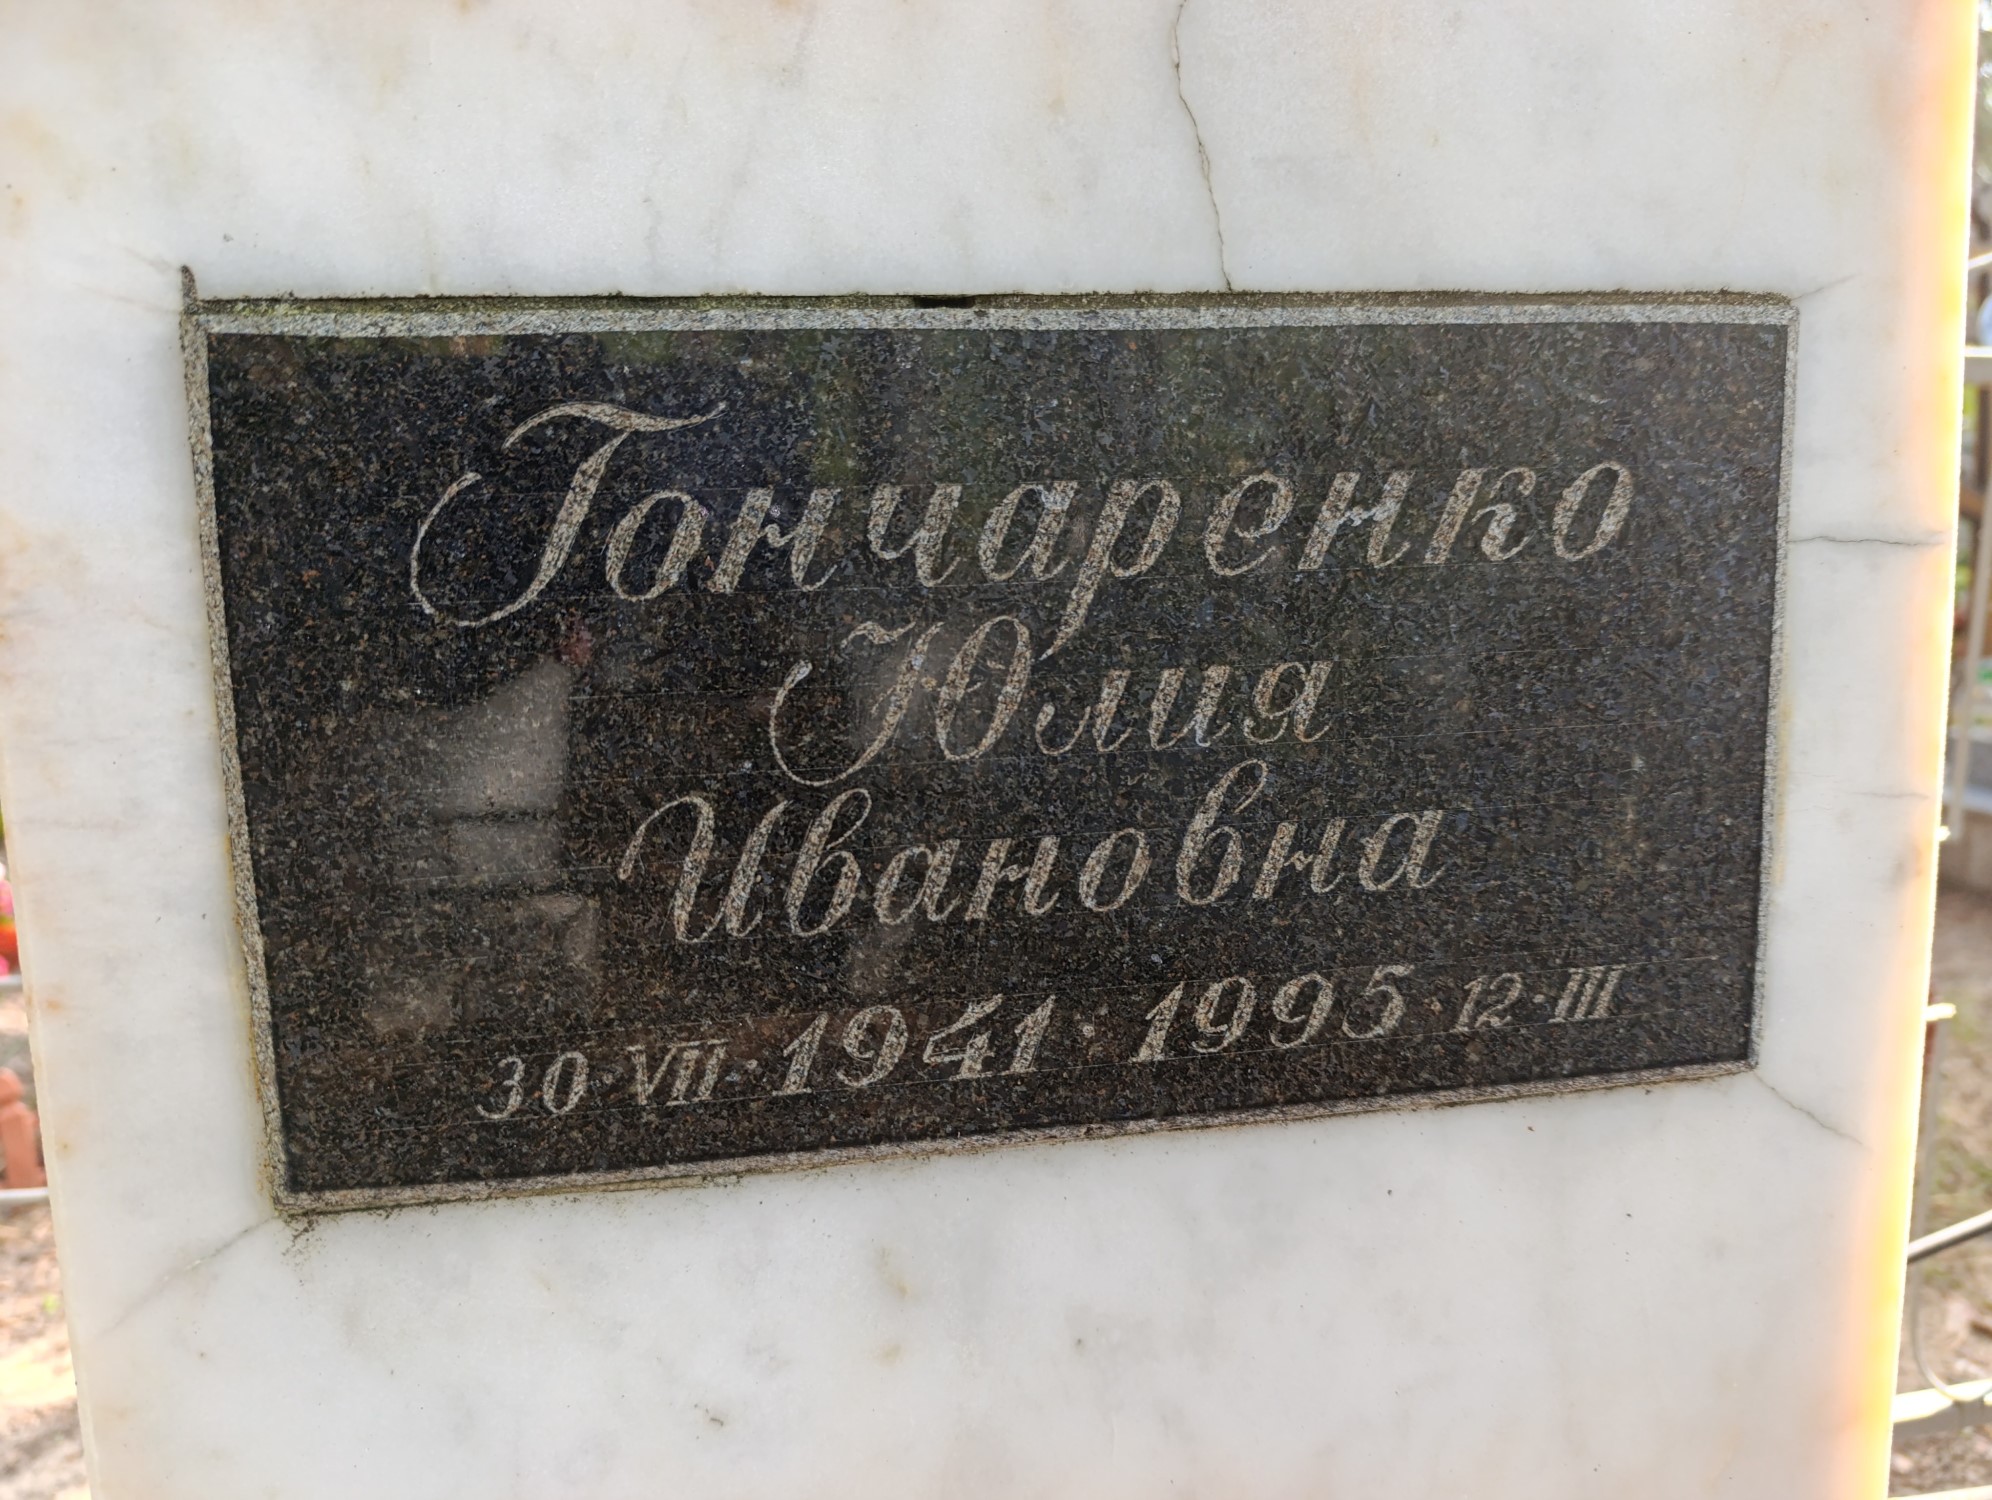 Гончаренко
Юлия
Ивановна
30·VII·1941·1995·12·III